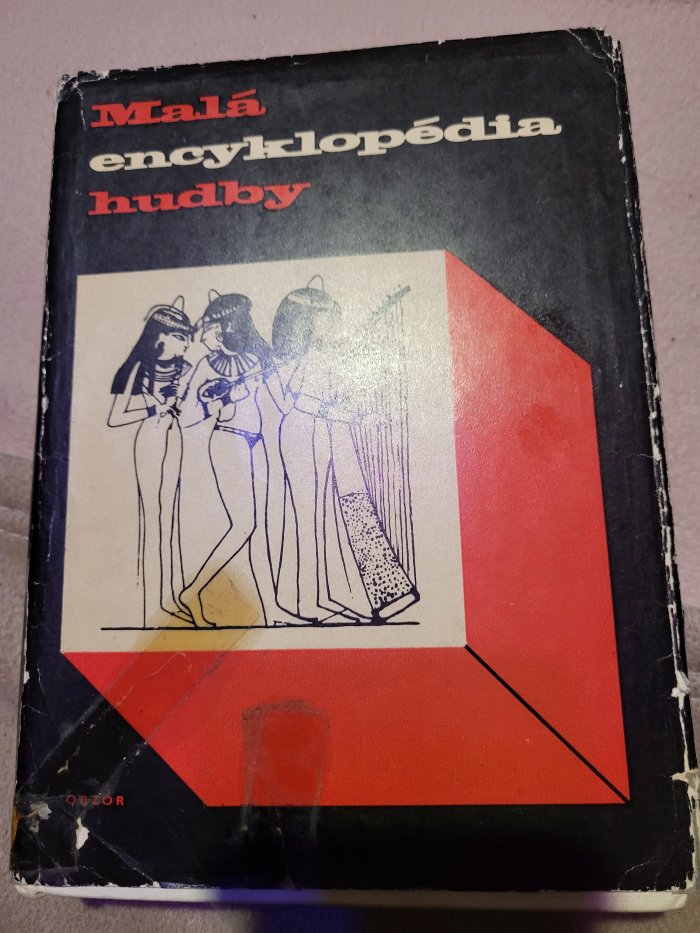 Malá
encyklopédia
hudby
OBZOR